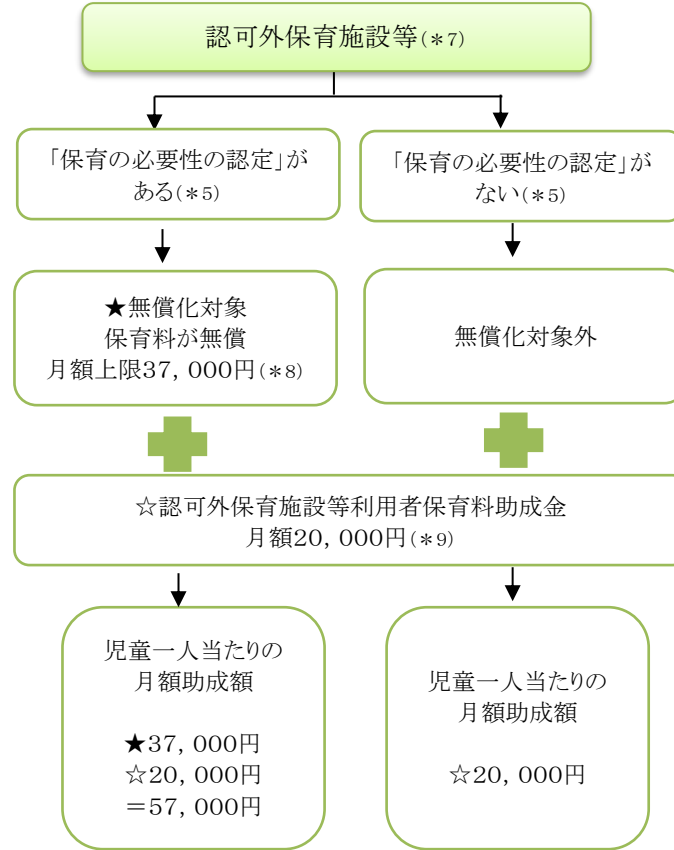 認可外保育施設等(＊7)
「保育の必要性の認定」が
ある(＊5)
「保育の必要性の認定」が
ない(＊5)
★無償化対象
保育料が無償
月額上限37，000円(＊8)
無償化対象外
☆認可外保育施設等利用者保育料助成金
月額20，000円(＊9)
児童一人当たりの
月額助成額
★37，000円
☆20，000円
＝57，000円
児童一人当たりの
月額助成額
☆20，000円